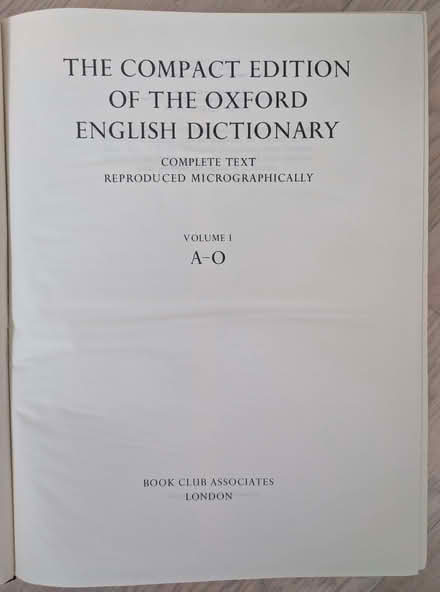 THE COMPACT EDITION
OF THE OXFORD
ENGLISH DICTIONARY
COMPLETE TEXT
REPRODUCED MICROGRAPHICALLY
VOLUME I
A–O
BOOK CLUB ASSOCIATES
LONDON